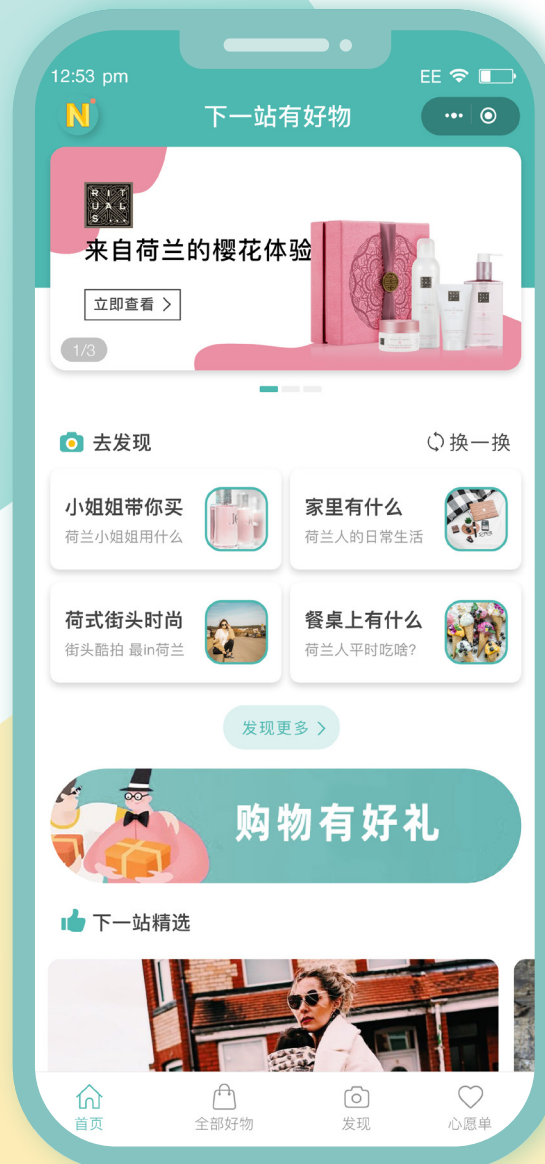 12:53 pm
EE
N
下一站有好物
RIT
UAL
S...
来自荷兰的樱花体验
立即查看
1/3
去发现
换一换
小姐姐带你买
荷兰小姐姐用什么
家里有什么
荷兰人的日常生活
荷式街头时尚
街头酷拍 最in荷兰
餐桌上有什么
荷兰人平时吃啥?
发现更多
购物有好礼
下一站精选
首页
全部好物
发现
心愿单